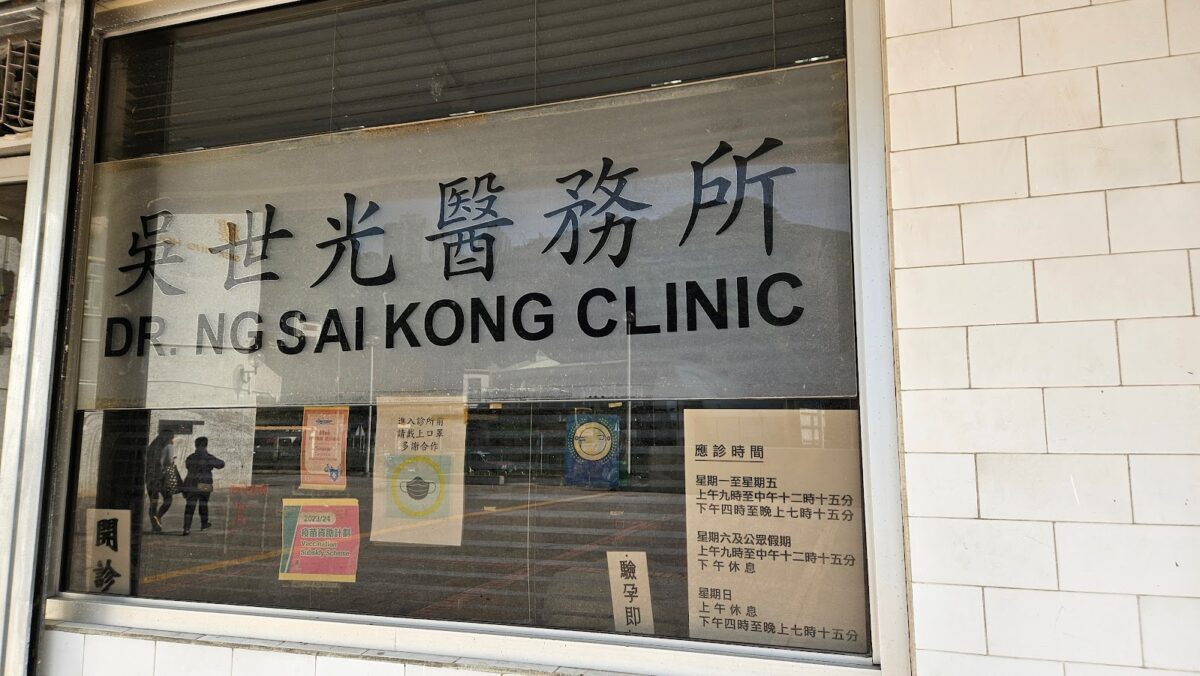 吳世光醫務所
DR. NG SAI KONG CLINIC
進入診所前
請戴上口罩
多謝合作
2023/24
疫苗資助計劃
Vaccination
Subsidy Scheme
開診
驗孕即
應診時間
星期一至星期五
上午九時至中午十二時十五分
下午四時至晚上七時十五分
星期六及公眾假期
上午九時至中午十二時十五分
下午休息
星期日
上午休息
下午四時至晚上七時十五分